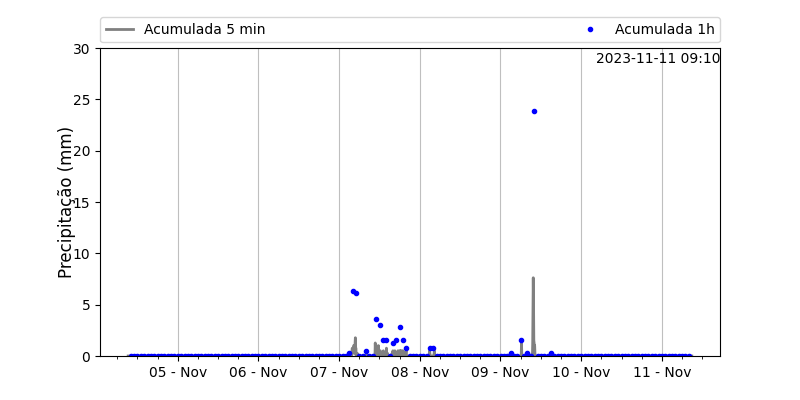 Acumulada 5 min
Acumulada 1h
2023-11-11 09:10
Precipitação (mm)
30
25
20
15
10
5
0
05 - Nov
06 - Nov
07 - Nov
08 - Nov
09 - Nov
10 - Nov
11 - Nov